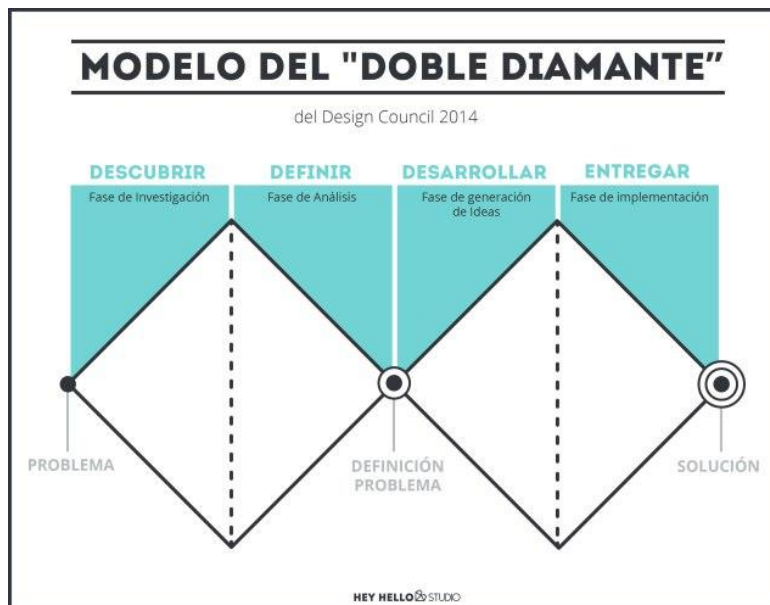 MODELO DEL "DOBLE DIAMANTE”
del Design Council 2014
DESCUBRIR
Fase de Investigación
DEFINIR
Fase de Análisis
DESARROLLAR
Fase de generación
de Ideas
ENTREGAR
Fase de implementación
PROBLEMA
DEFINICIÓN
PROBLEMA
SOLUCIÓN
HEY HELLO STUDIO